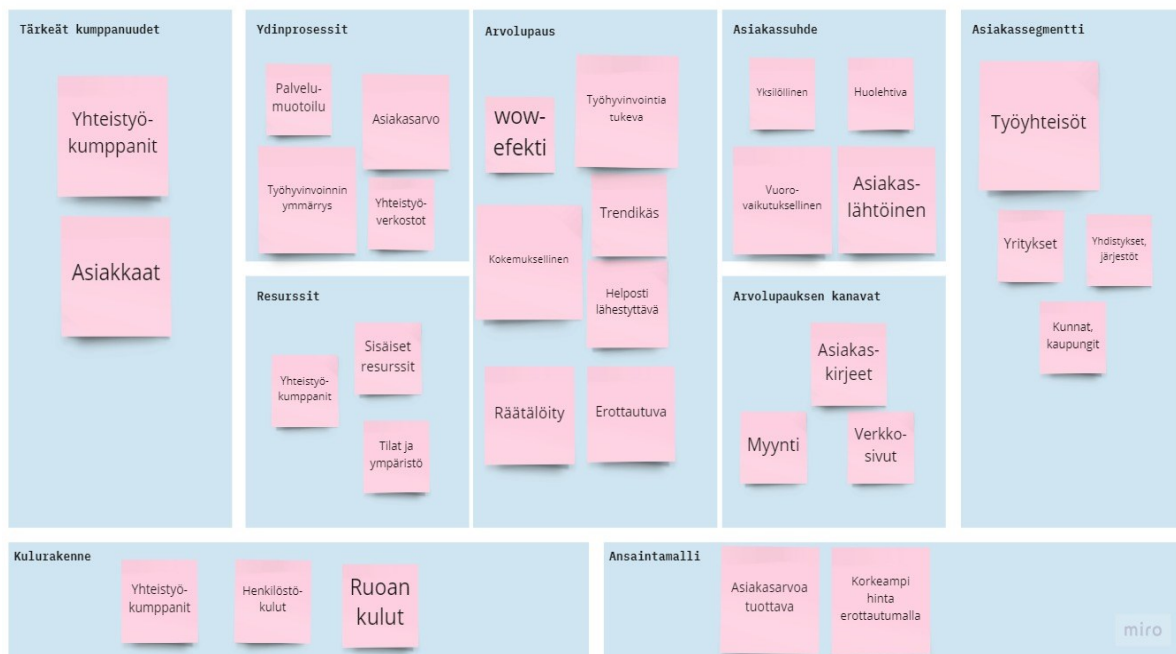 Tärkeät kumppanuudet
Yhteistyö-
kumppanit
Asiakkaat
Ydinprosessit
Palvelu-
muotoilu
Asiakasarvo
Työhyvinvoinnin
ymmärrys
Yhteistyö-
verkostot
Resurssit
Sisäiset
resurssit
Yhteistyö-
kumppanit
Tilat ja
ympäristö
Arvolupaus
wow-
efekti
Työhyvinvointia
tukeva
Trendikäs
Kokemuksellinen
Helposti
lähestyttävä
Räätälöity
Erottautuva
Asiakassuhde
Yksilöllinen
Huolehtiva
Vuoro-
vaikutuksellinen
Asiakas-
lähtöinen
Arvolupauksen kanavat
Asiakas-
kirjeet
Myynti
Verkko-
sivut
Asiakassegmentti
Työyhteisöt
Yritykset
Yhdistykset,
järjestöt
Kunnat,
kaupungit
Kulurakenne
Yhteistyö-
kumppanit
Henkilöstö-
kulut
Ruoan
kulut
Ansaintamalli
Asiakasarvoa
tuottava
Korkeampi
hinta
erottautumalla
miro